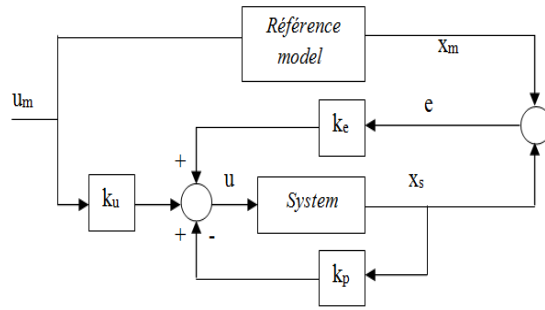 Référence
model
xm
um
ke
e
+
u
xs
ku
System
+
-
kp